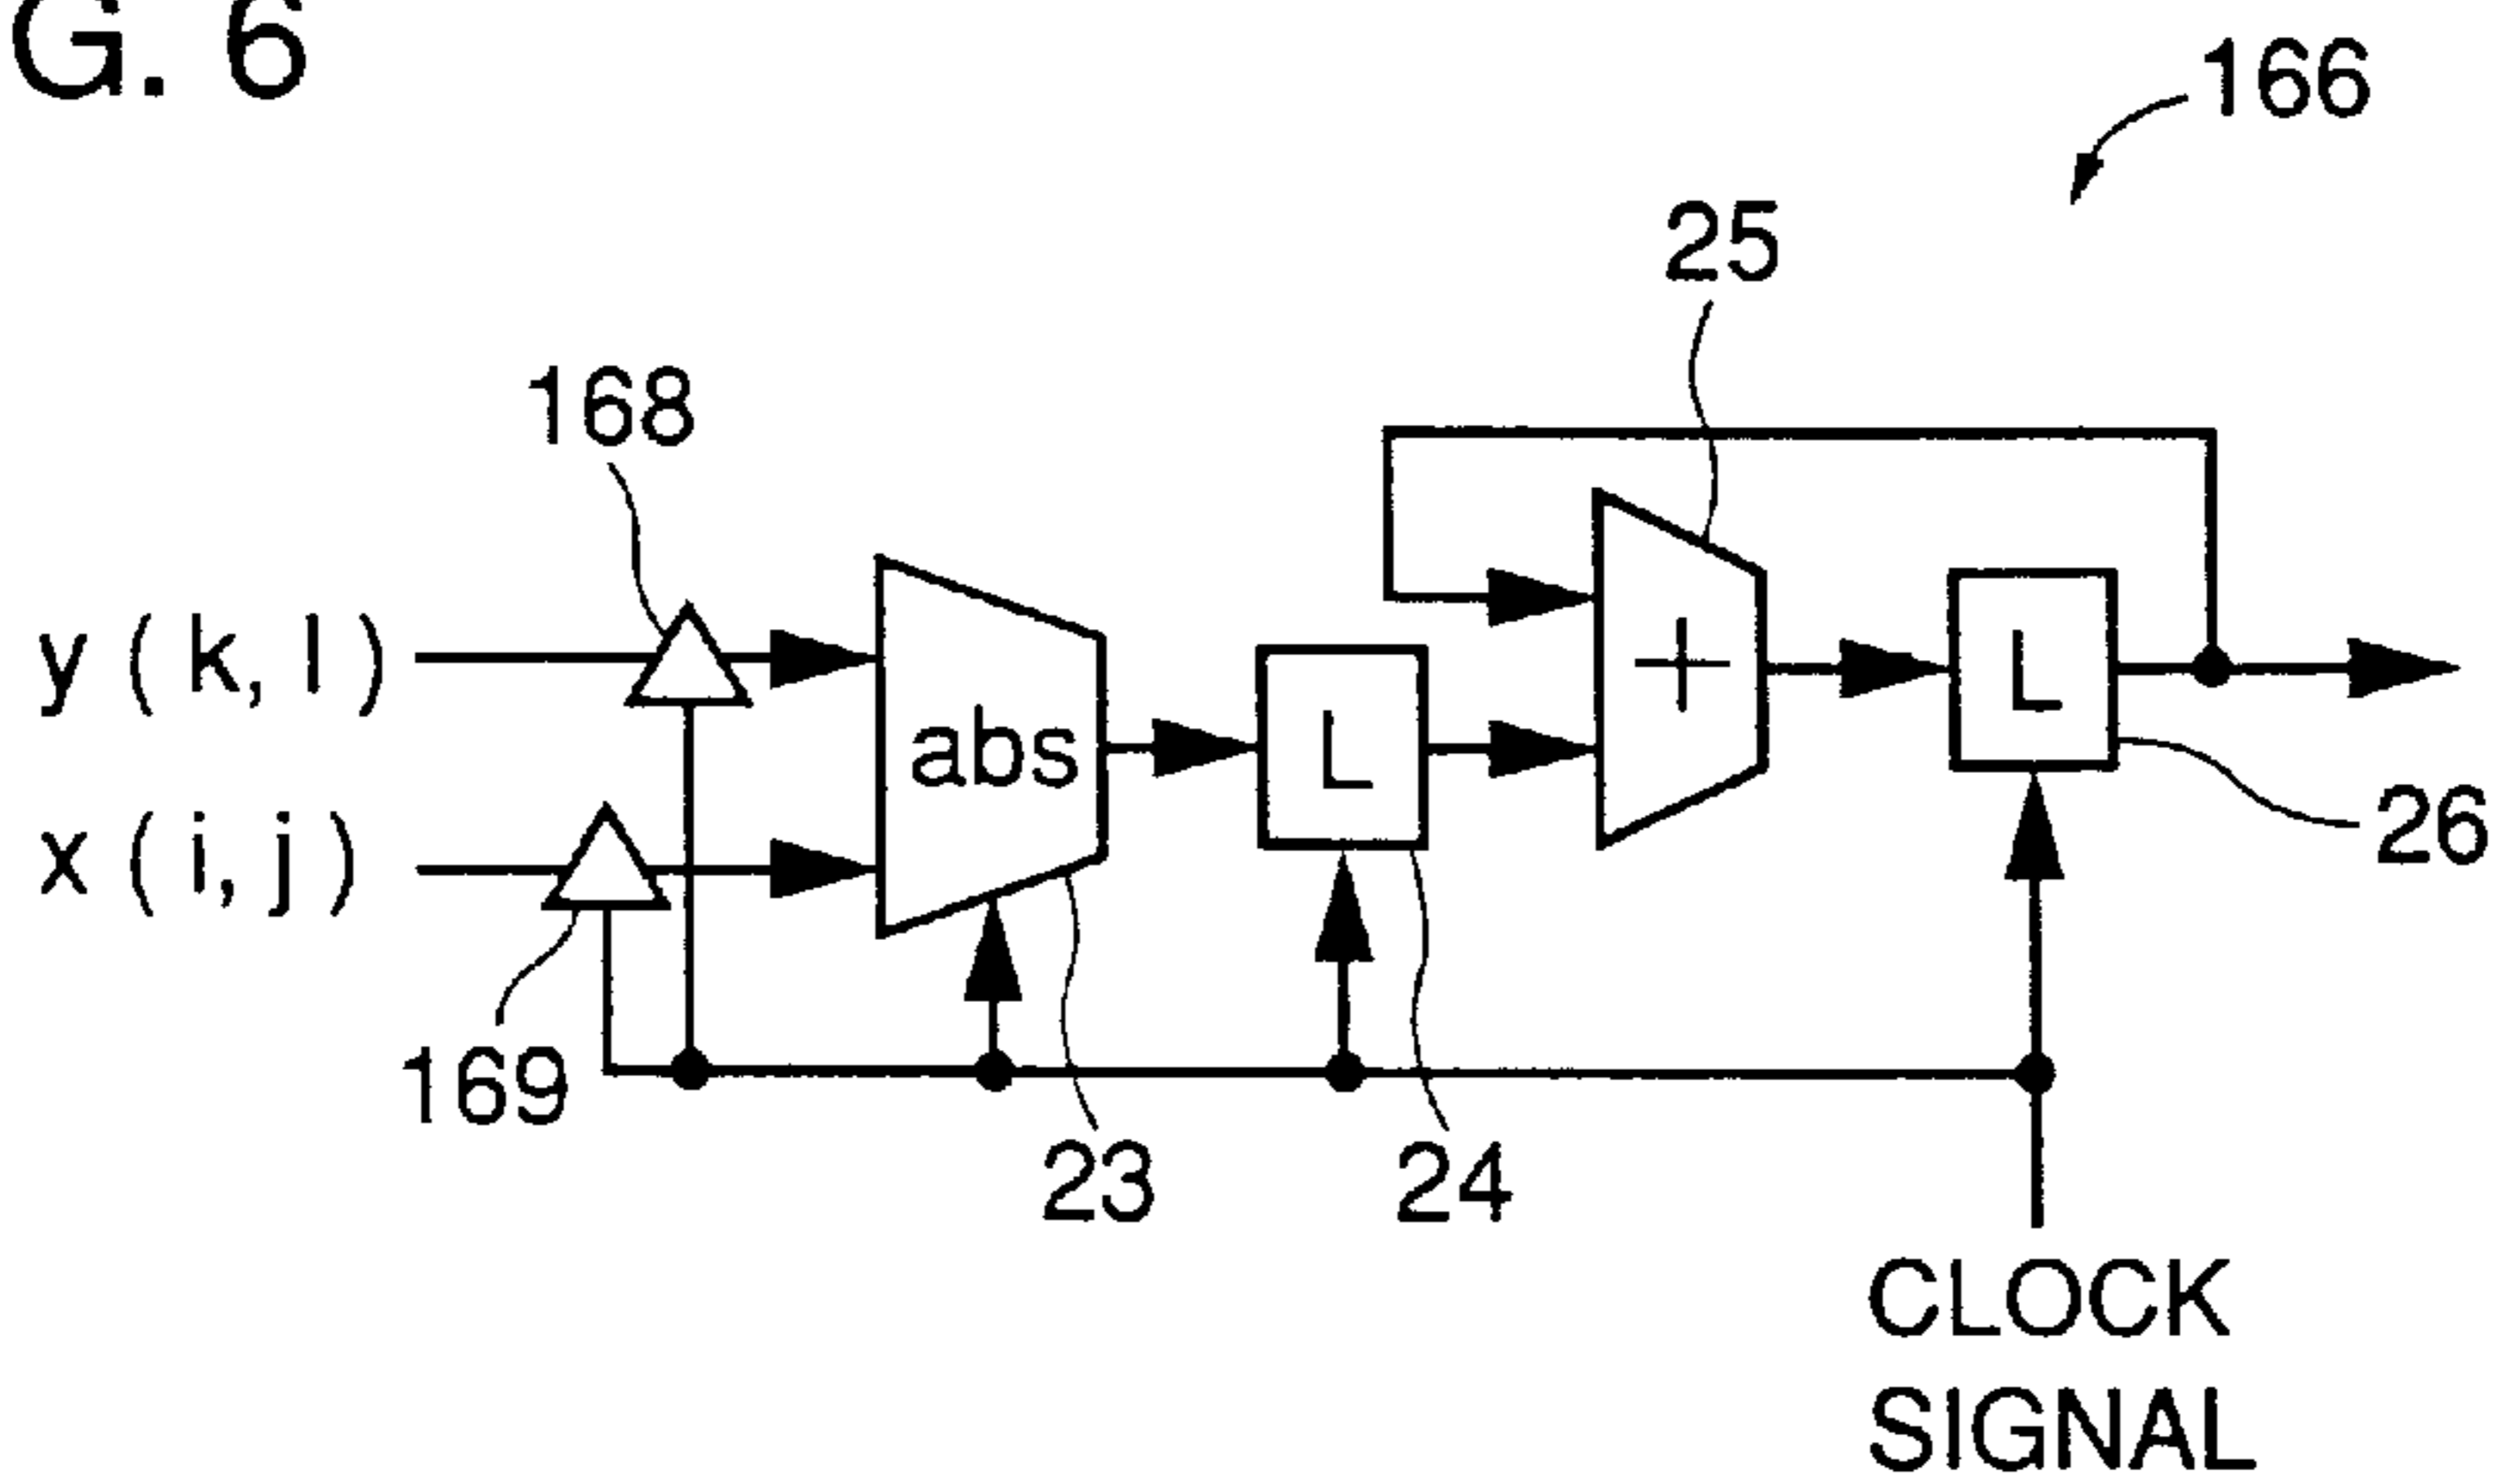 G. 6
166
25
168
y ( k, l )
abs
L
+
L
x ( i, j )
26
169
23
24
CLOCK
SIGNAL